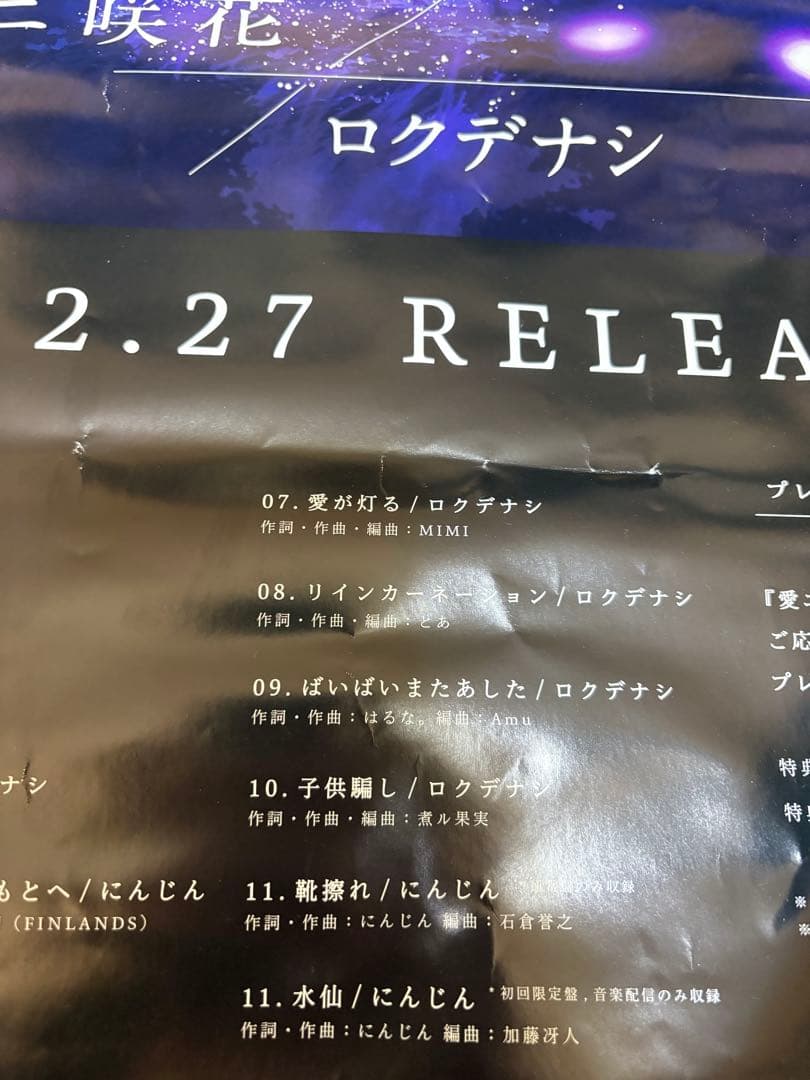 ニ咲花
ロクデナシ
2.27 RELEA
07. 愛が灯る / ロクデナシ
作詞・作曲・編曲：MIMI
08. リインカーネーション / ロクデナシ
作詞・作曲・編曲：とあ
09. ばいばいまたあした / ロクデナシ
作詞・作曲：はるな。編曲：Amu
10. 子供騙し / ロクデナシ
作詞・作曲・編曲：煮ル果実
11. 靴擦れ / にんじん のみ収録
作詞・作曲：にんじん 編曲：石倉誉之
11. 水仙 / にんじん *初回限定盤 , 音楽配信のみ収録
作詞・作曲：にんじん 編曲：加藤冴人
ナシ
もとへ / にんじん
（FINLANDS）
プレ
『愛ニ
ご応
プレ
特典
特典
※
※